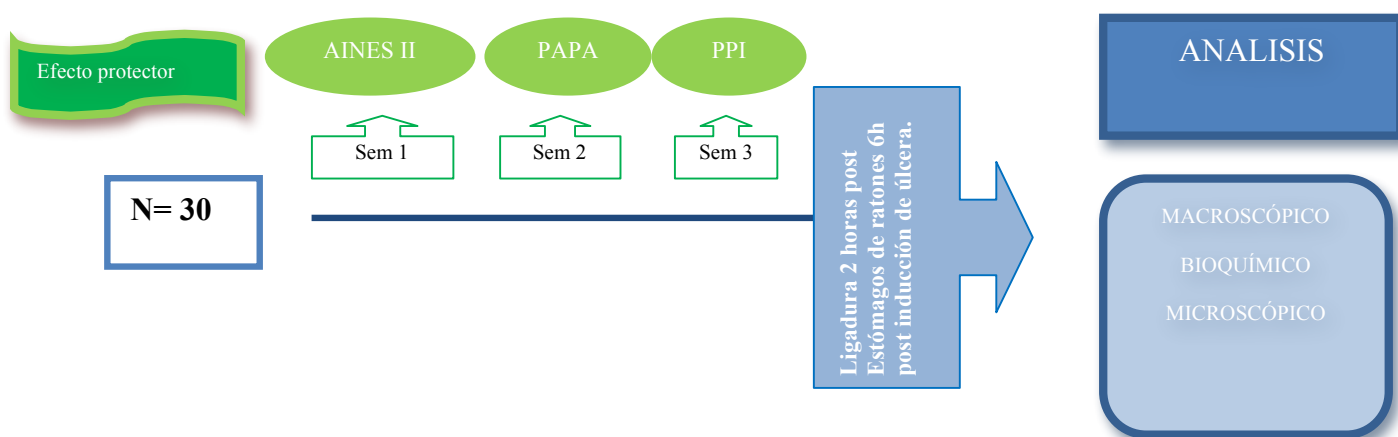 Efecto protector
AINES II
PAPA
PPI
Sem 1
Sem 2
Sem 3
N= 30
Ligadura 2 horas post
Estómagos de ratones 6h
post inducción de úlcera.
ANALISIS
MACROSCÓPICO
BIOQUÍMICO
MICROSCÓPICO